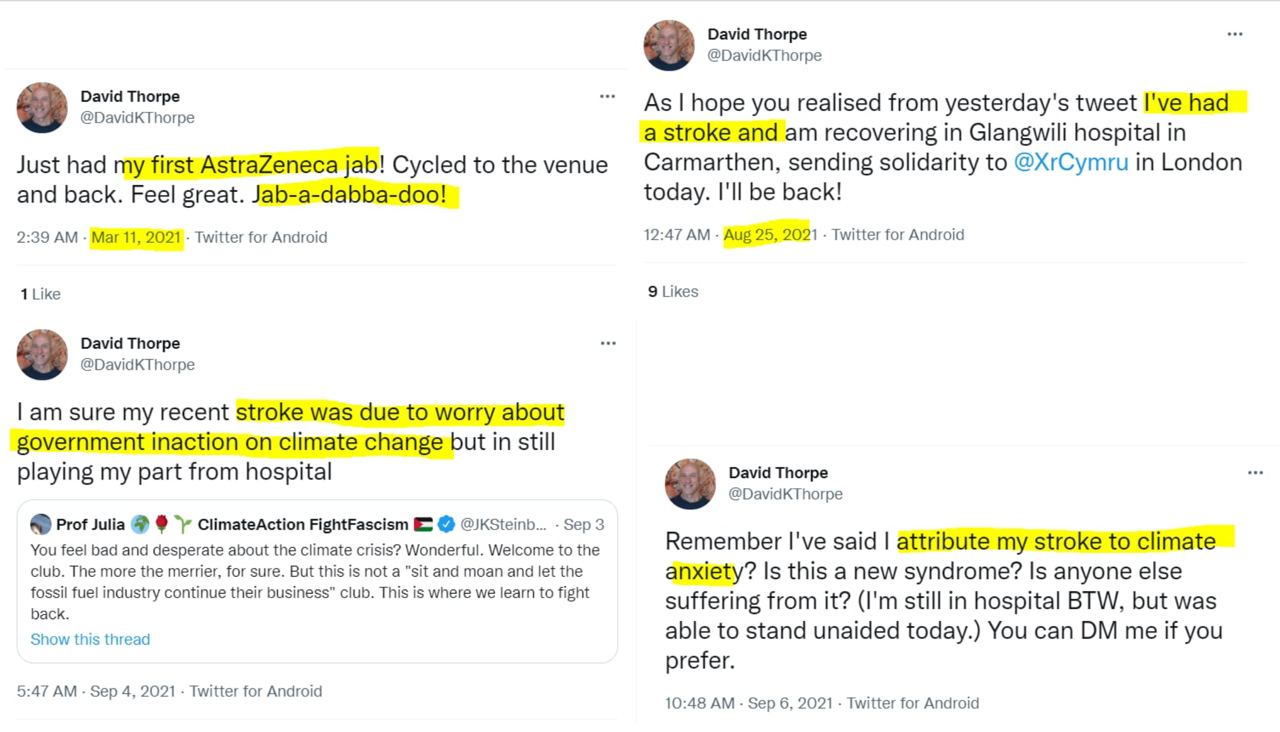 David Thorpe
@DavidKThorpe
Just had my first AstraZeneca jab! Cycled to the venue
and back. Feel great. Jab-a-dabba-doo!
2:39 AM · Mar 11, 2021 · Twitter for Android
1 Like
David Thorpe
@DavidKThorpe
As I hope you realised from yesterday's tweet I've had
a stroke and am recovering in Glangwili hospital in
Carmarthen, sending solidarity to @XrCymru in London
today. I'll be back!
12:47 AM · Aug 25, 2021 · Twitter for Android
9 Likes
David Thorpe
@DavidKThorpe
I am sure my recent stroke was due to worry about
government inaction on climate change but in still
playing my part from hospital
Prof Julia 🌍🌹🌱 ClimateAction FightFascism 🇵🇸 @JKSteinb... · Sep 3
You feel bad and desperate about the climate crisis? Wonderful. Welcome to the
club. The more the merrier, for sure. But this is not a "sit and moan and let the
fossil fuel industry continue their business" club. This is where we learn to fight
back.
Show this thread
5:47 AM · Sep 4, 2021 · Twitter for Android
David Thorpe
@DavidKThorpe
Remember I've said I attribute my stroke to climate
anxiety? Is this a new syndrome? Is anyone else
suffering from it? (I'm still in hospital BTW, but was
able to stand unaided today.) You can DM me if you
prefer.
10:48 AM · Sep 6, 2021 · Twitter for Android